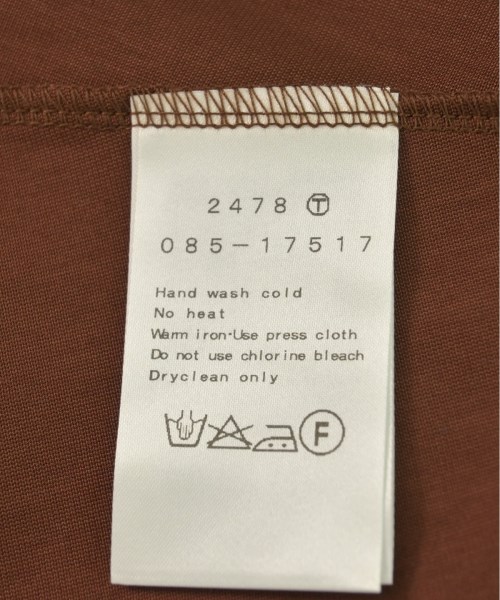 2478 Ⓣ
085-17517
Hand wash cold
No heat
Warm iron·Use press cloth
Do not use chlorine bleach
Dryclean only
F